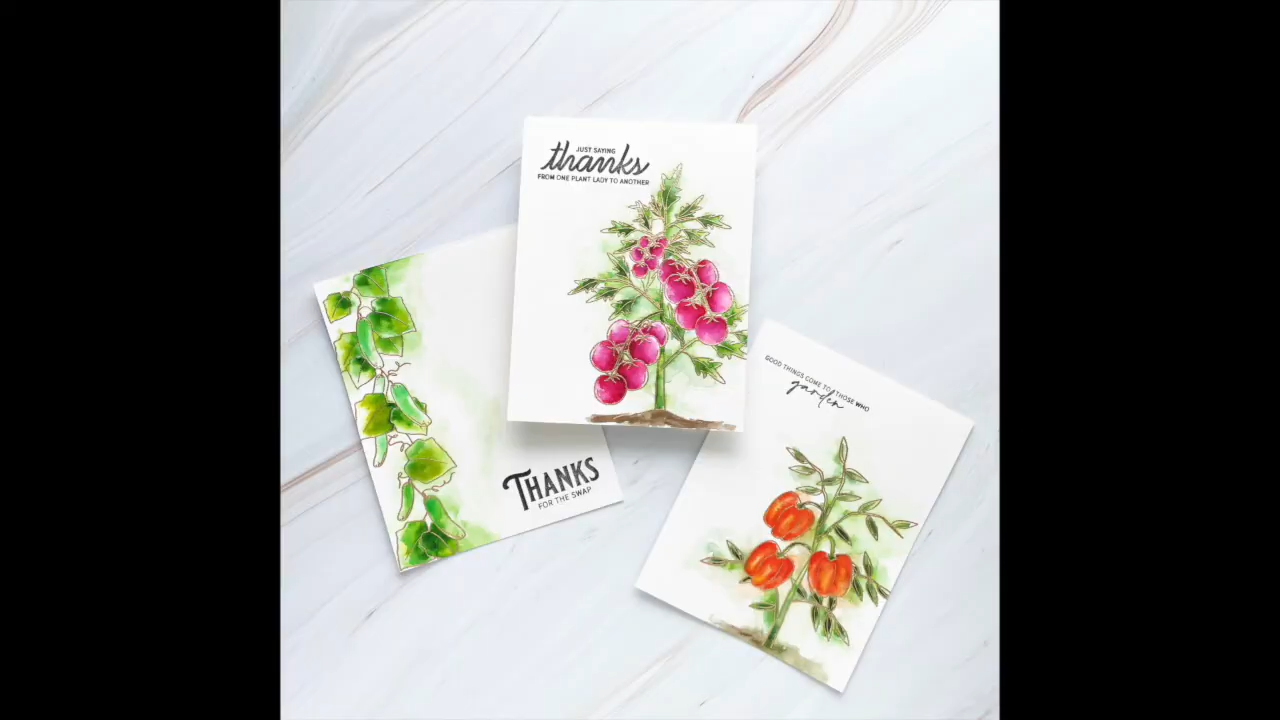 JUST SAYING
thanks
FROM ONE PLANT LADY TO ANOTHER
THANKS
FOR THE SWAP
GOOD THINGS COME TO THOSE WHO
garden